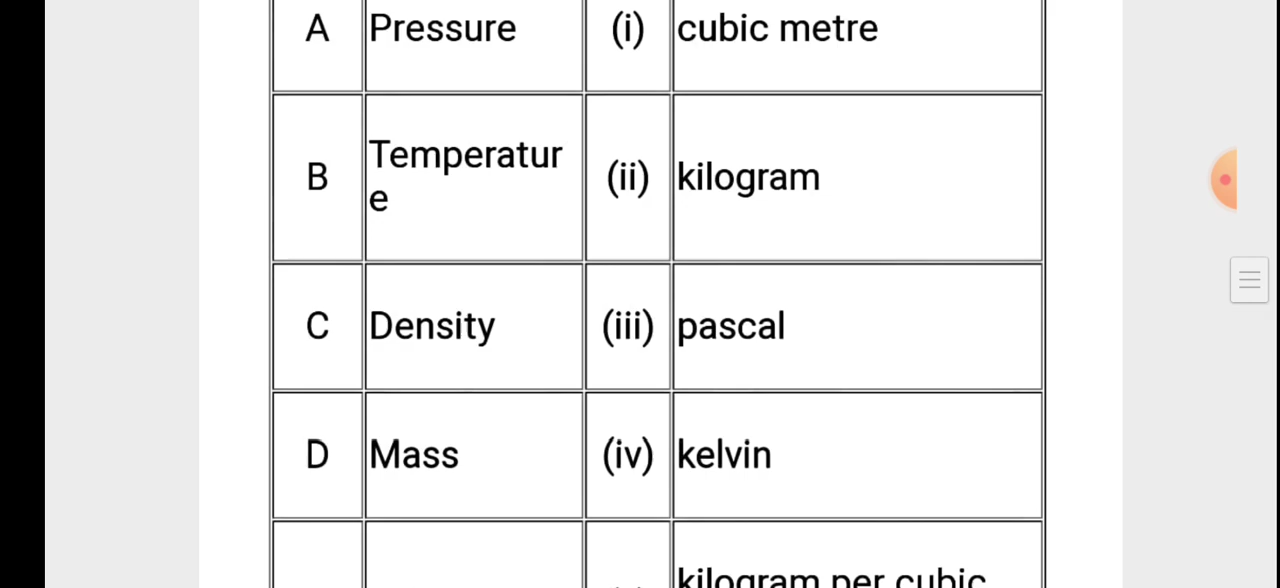 A Pressure (i) cubic metre
B Temperatur
e (ii) kilogram
C Density (iii) pascal
D Mass (iv) kelvin
kilogram per cubic